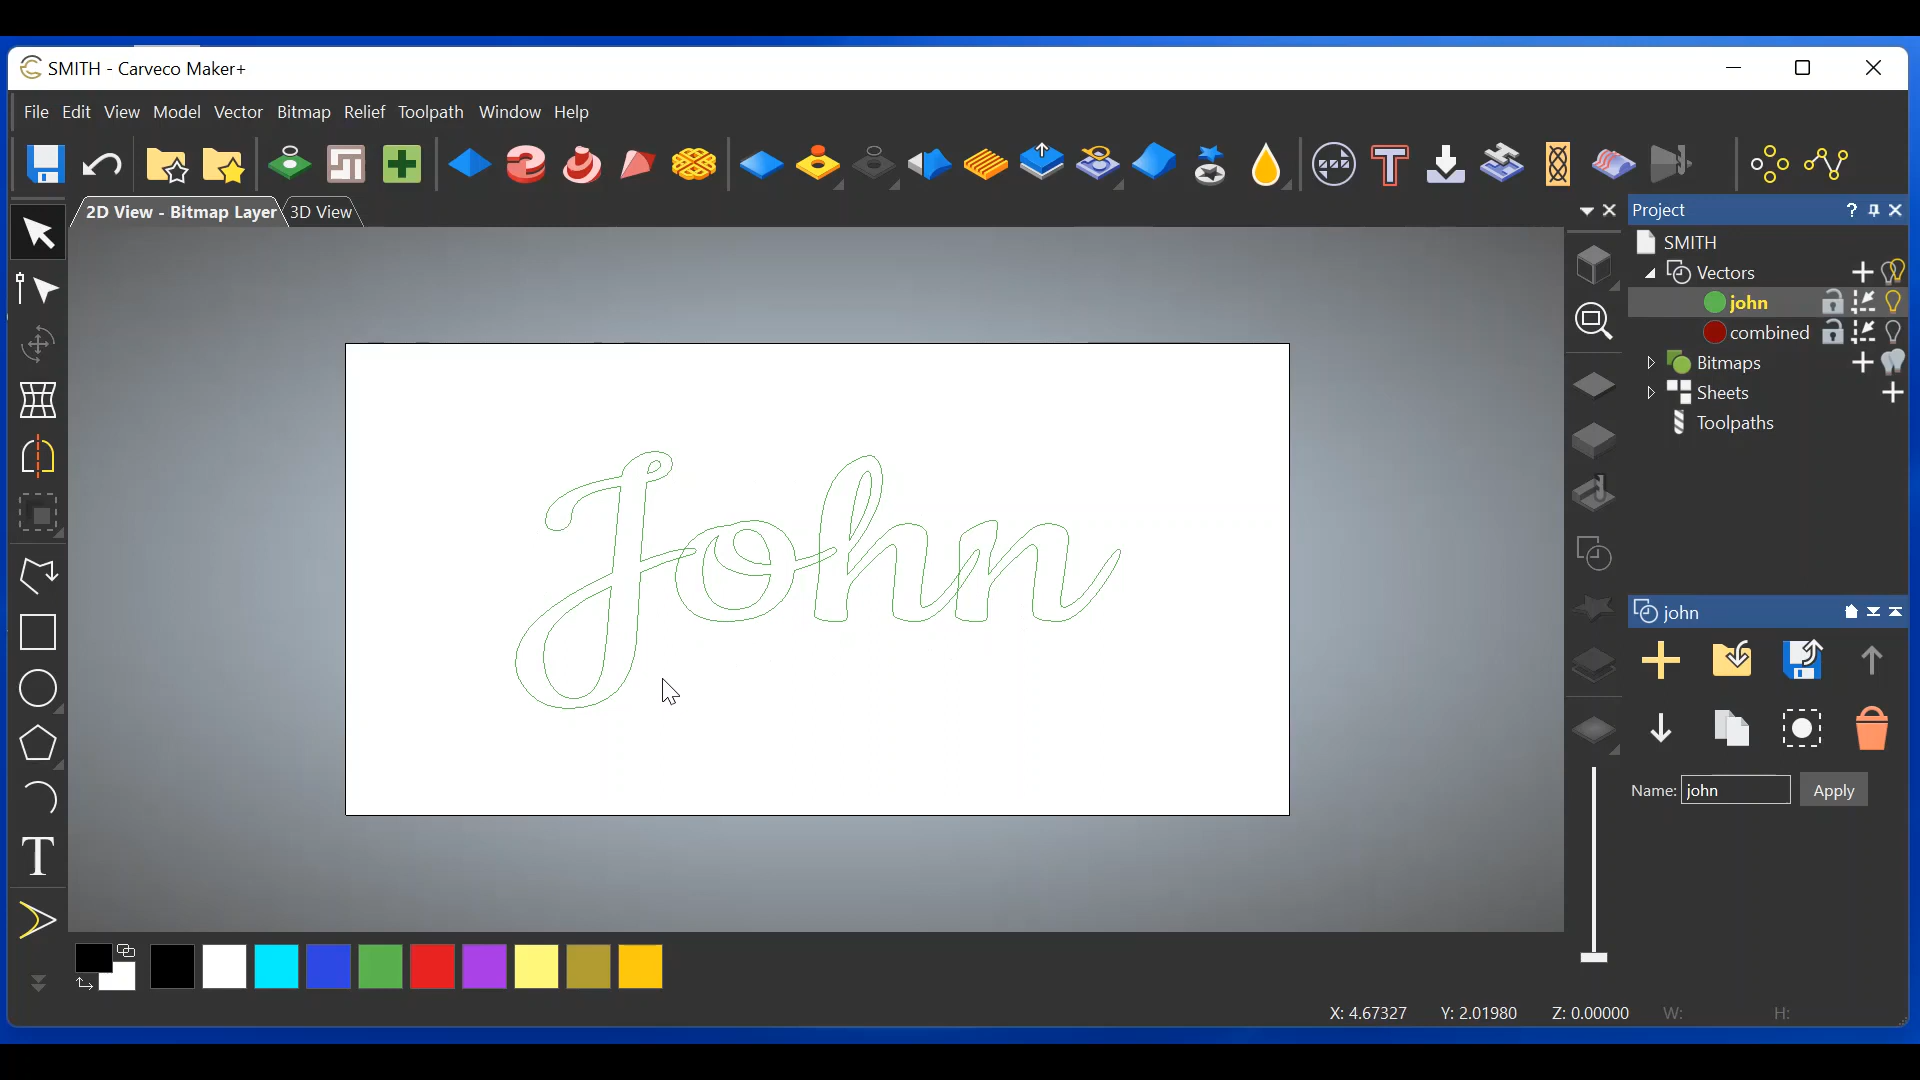 SMITH - Carveco Maker+
File Edit View Model Vector Bitmap Relief Toolpath Window Help
2D View - Bitmap Layer 3D View
Project ?
SMITH
Vectors
john
combined
Bitmaps
Sheets
Toolpaths
John
john
Name: john Apply
T
X: 4.67327 Y: 2.01980 Z: 0.00000 W: H: